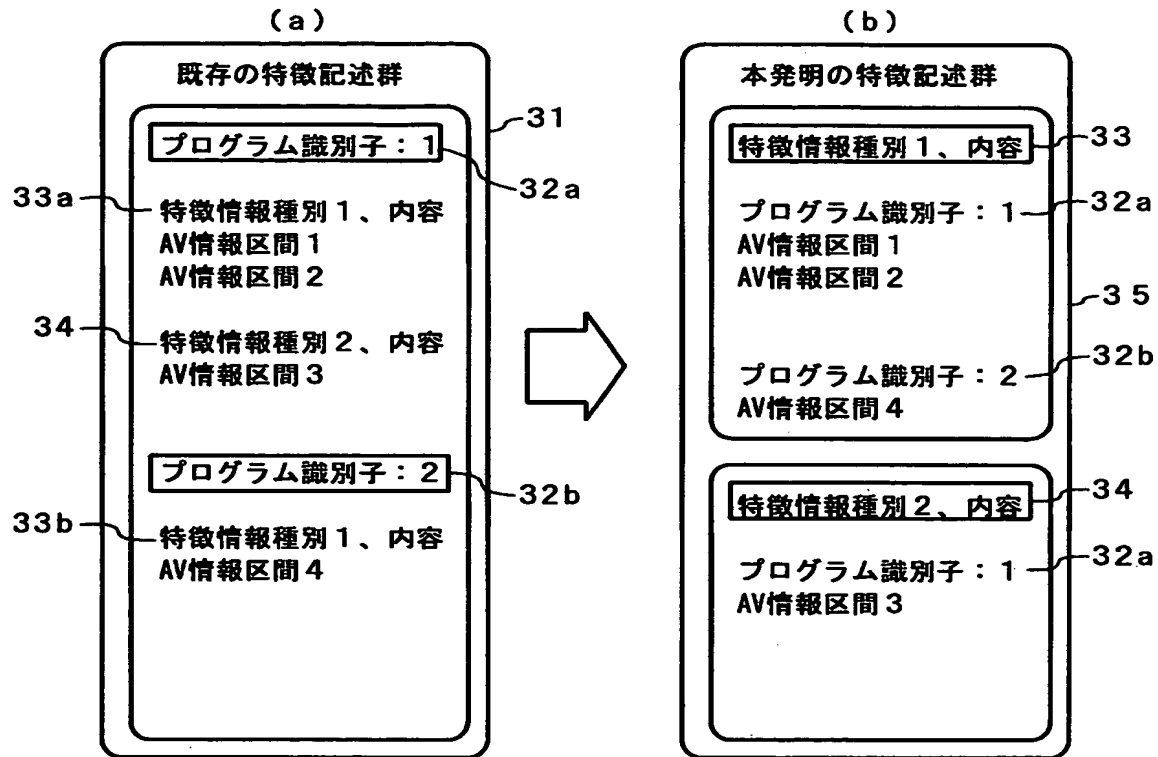 (a)
既存の特徴記述群
31
プログラム識別子：1
32a
33a
特徴情報種別1、内容
AV情報区間1
AV情報区間2
34
特徴情報種別2、内容
AV情報区間3
プログラム識別子：2
32b
33b
特徴情報種別1、内容
AV情報区間4
(b)
本発明の特徴記述群
特徴情報種別1、内容
33
プログラム識別子：1
32a
AV情報区間1
AV情報区間2
35
プログラム識別子：2
32b
AV情報区間4
特徴情報種別2、内容
34
プログラム識別子：1
32a
AV情報区間3